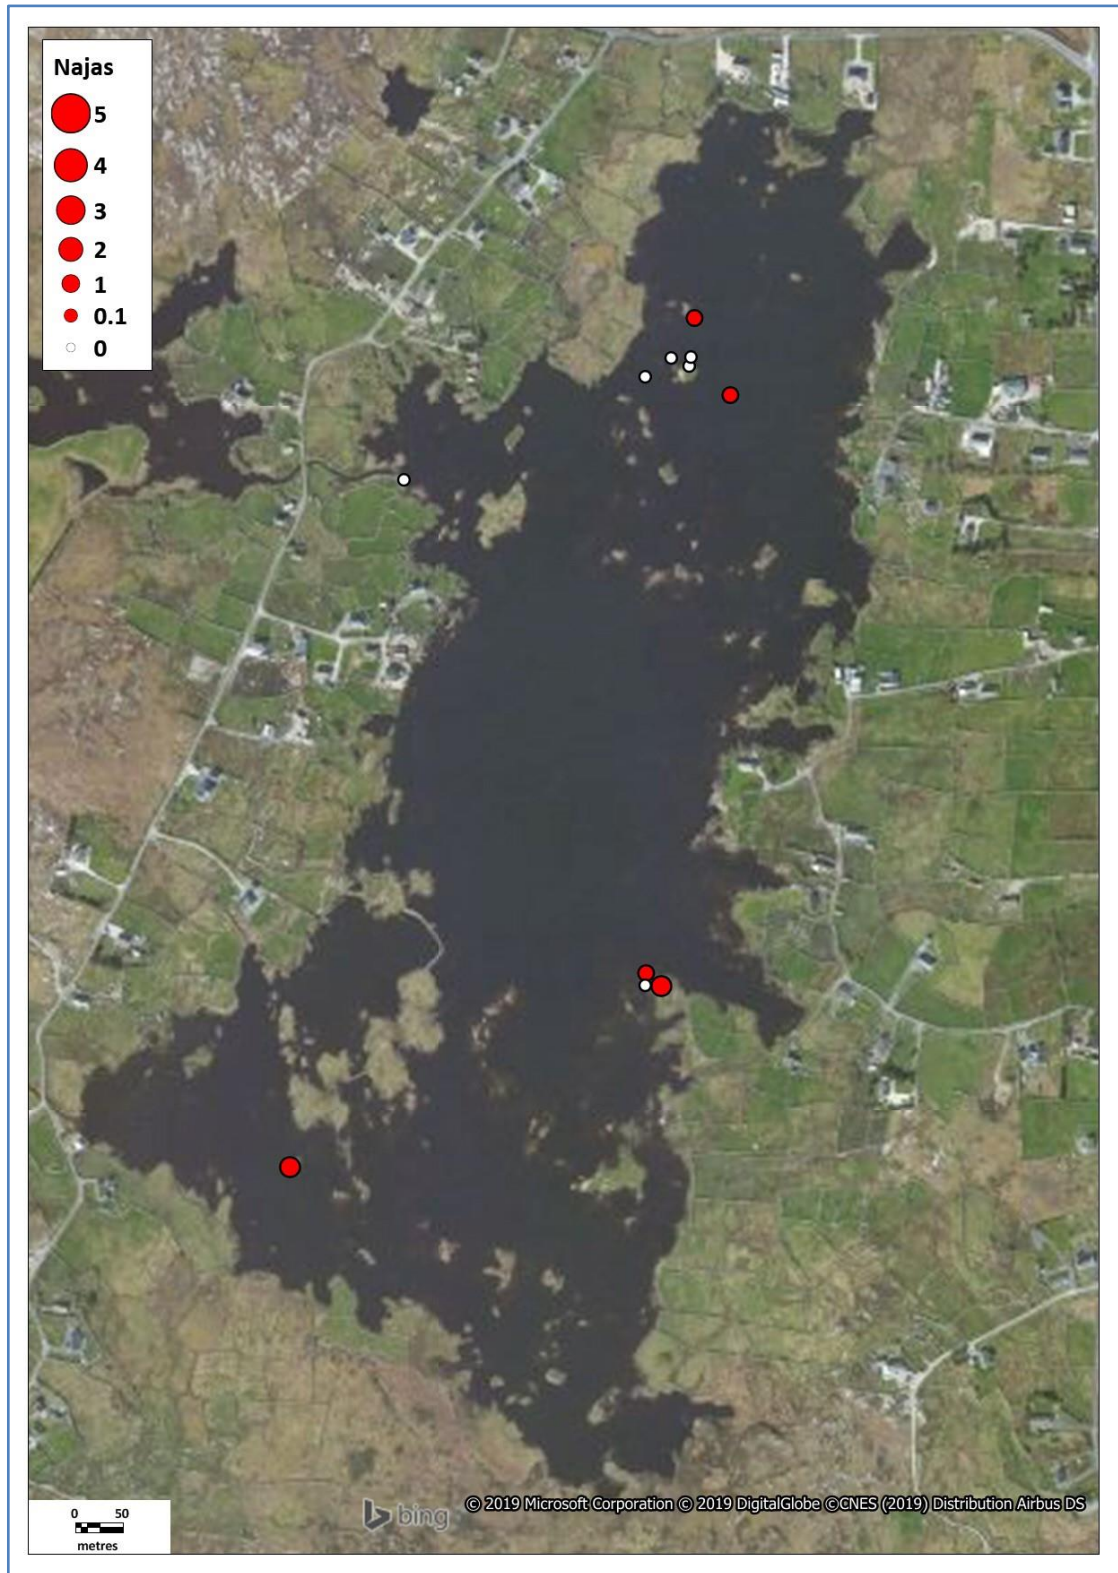 Najas
5
4
3
2
1
0.1
0
0 50
metres
bing
© 2019 Microsoft Corporation © 2019 DigitalGlobe ©CNES (2019) Distribution Airbus DS